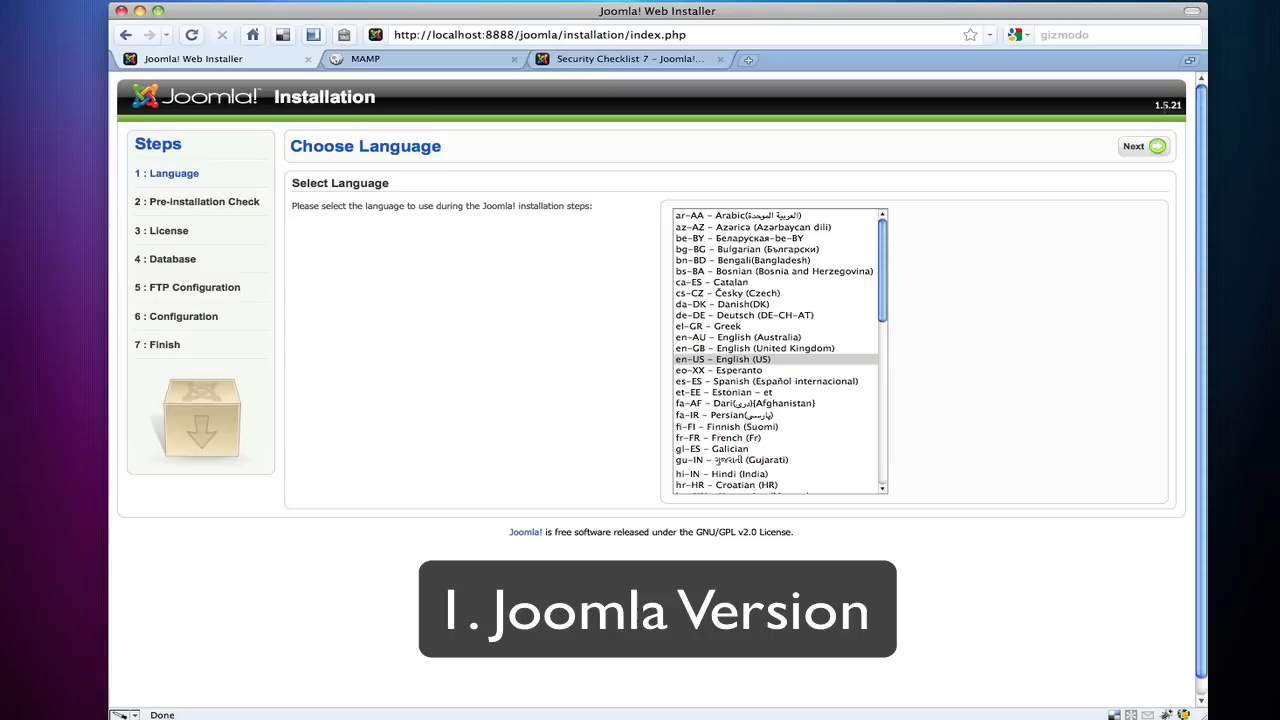 Joomla! Web Installer
http://localhost:8888/joomla/installation/index.php
gizmodo
Joomla! Web Installer
MAMP
Security Checklist 7 – Joomla!...
Joomla! Installation
1.5.21
Steps
1 : Language
2 : Pre-installation Check
3 : License
4 : Database
5 : FTP Configuration
6 : Configuration
7 : Finish
Choose Language
Next
Select Language
Please select the language to use during the Joomla! installation steps:
ar-AA – Arabic(العربية الموحدة)
az-AZ – Azəricə (Azərbaycan dili)
be-BY – Беларуская-be-BY
bg-BG – Bulgarian (Български)
bn-BD – Bengali(Bangladesh)
bs-BA – Bosnian (Bosnia and Herzegovina)
ca-ES – Catalan
cs-CZ – Česky (Czech)
da-DK – Danish(DK)
de-DE – Deutsch (DE-CH-AT)
el-GR – Greek
en-AU – English (Australia)
en-GB – English (United Kingdom)
en-US – English (US)
eo-XX – Esperanto
es-ES – Spanish (Español internacional)
et-EE – Estonian – et
fa-AF – Dari(دری){Afghanistan}
fa-IR – Persian(پارسی)
fi-FI – Finnish (Suomi)
fr-FR – French (Fr)
gl-ES – Galician
gu-IN – ગુજરાતી (Gujarati)
hi-IN – Hindi (India)
hr-HR – Croatian (HR)
Joomla! is free software released under the GNU/GPL v2.0 License.
1. Joomla Version
Done